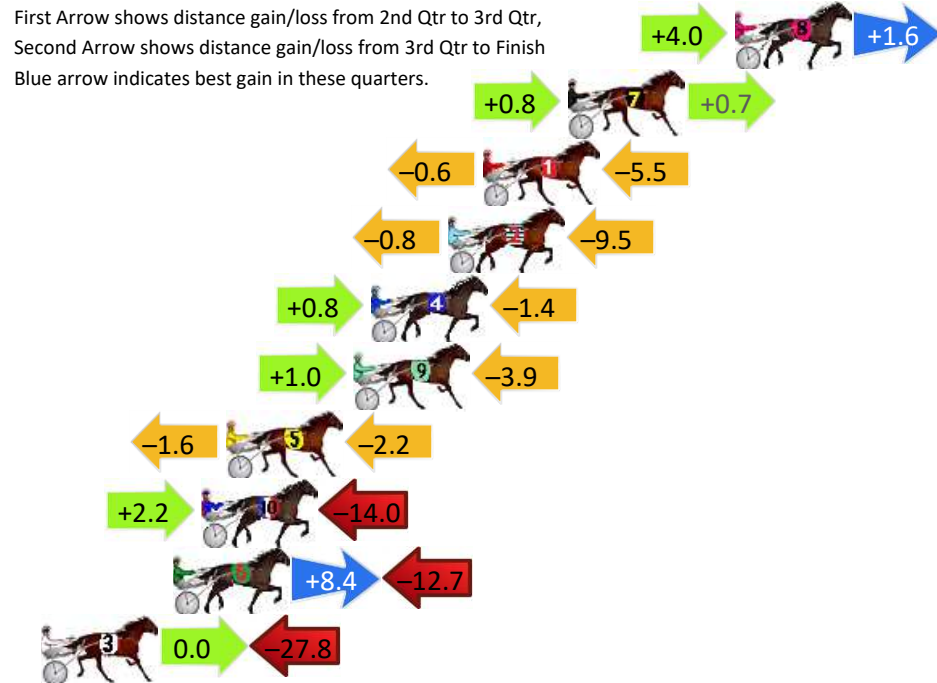 First Arrow shows distance gain/loss from 2nd Qtr to 3rd Qtr,
Second Arrow shows distance gain/loss from 3rd Qtr to Finish
Blue arrow indicates best gain in these quarters.
+4.0 8 +1.6
+0.8 7 +0.7
–0.6 1 –5.5
–0.8 2 –9.5
+0.8 4 –1.4
+1.0 9 –3.9
–1.6 5 –2.2
+2.2 10 –14.0
6 +8.4 –12.7
3 0.0 –27.8